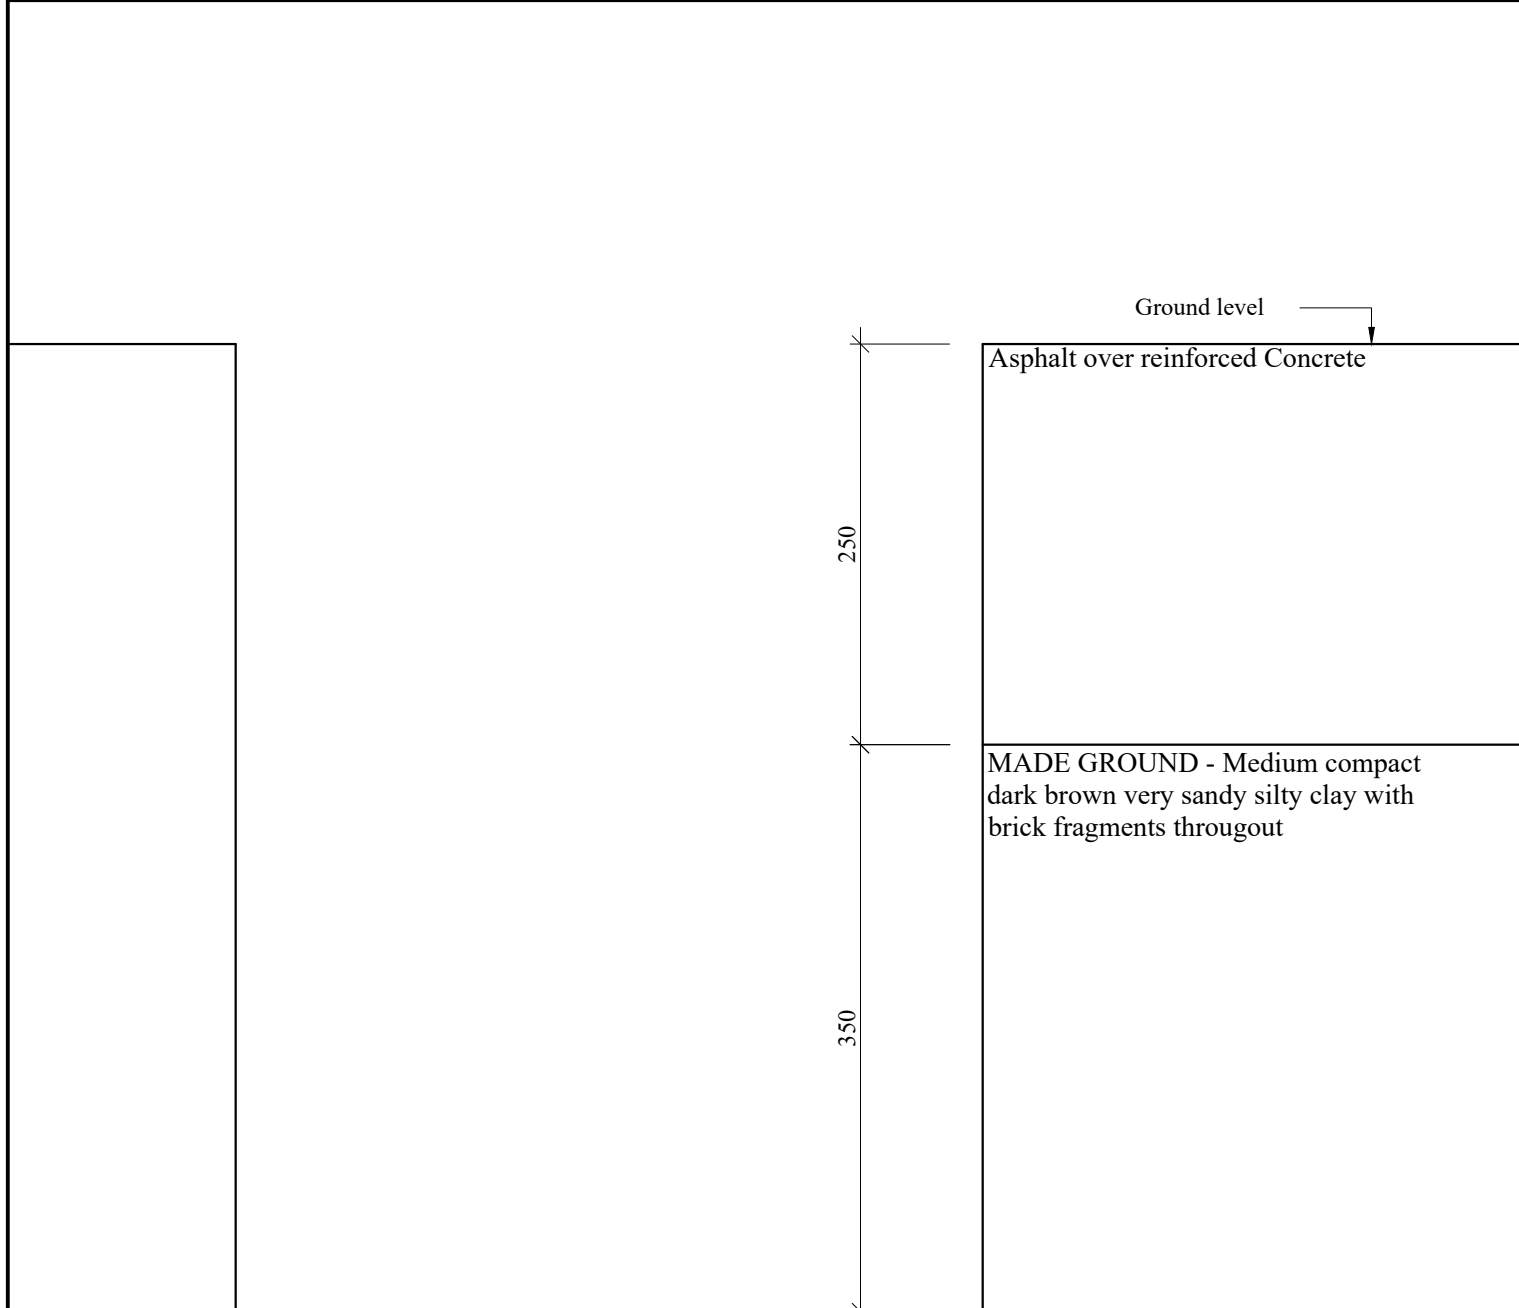 Ground level
Asphalt over reinforced Concrete
250
MADE GROUND - Medium compact
dark brown very sandy silty clay with
brick fragments througout
350